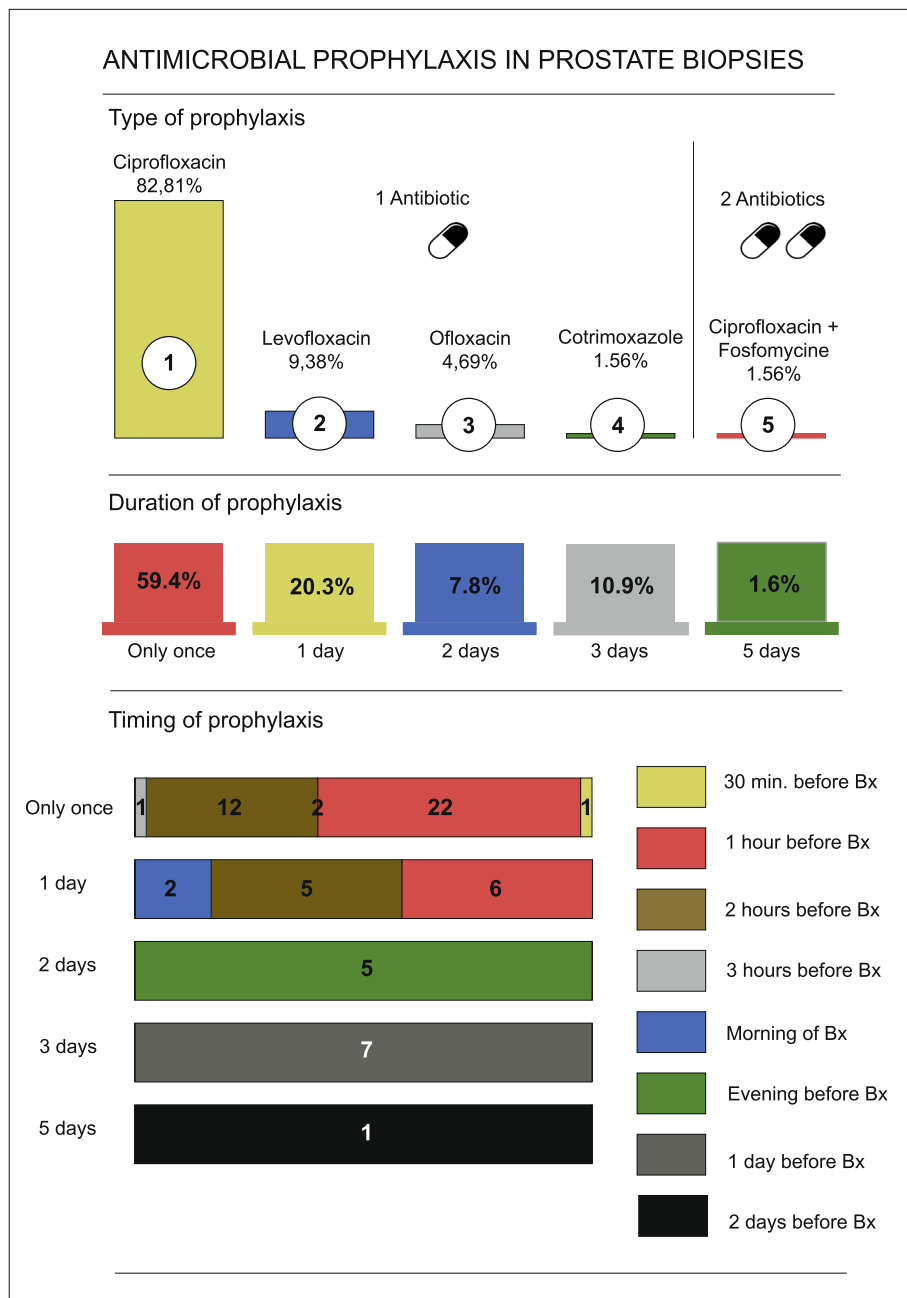 ANTIMICROBIAL PROPHYLAXIS IN PROSTATE BIOPSIES
Type of prophylaxis
Ciprofloxacin
82,81%
1 Antibiotic
2 Antibiotics
Levofloxacin
9,38%
Ofloxacin
4,69%
Cotrimoxazole
1.56%
Ciprofloxacin +
Fosfomycine
1.56%
1
2
3
4
5
Duration of prophylaxis
59.4%
20.3%
7.8%
10.9%
1.6%
Only once
1 day
2 days
3 days
5 days
Timing of prophylaxis
Only once
1
12
2
22
1
1 day
2
5
6
2 days
5
3 days
7
5 days
1
30 min. before Bx
1 hour before Bx
2 hours before Bx
3 hours before Bx
Morning of Bx
Evening before Bx
1 day before Bx
2 days before Bx